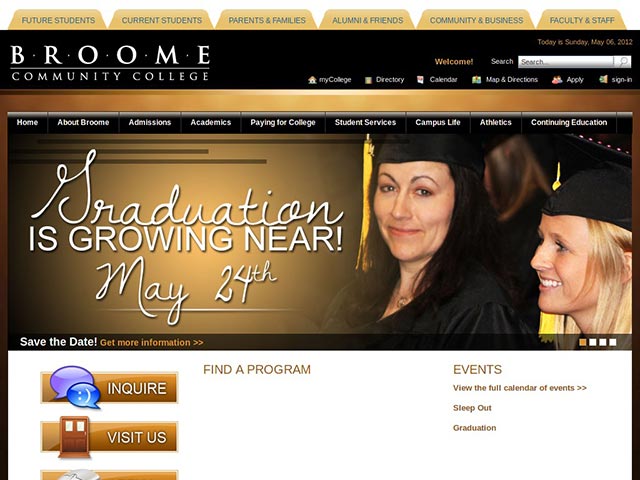 FUTURE STUDENTS
CURRENT STUDENTS
PARENTS & FAMILIES
ALUMNI & FRIENDS
COMMUNITY & BUSINESS
FACULTY & STAFF
B·R·O·O·M·E
COMMUNITY COLLEGE
Today is Sunday, May 06, 2012
Welcome!
Search
Search...
myCollege
Directory
Calendar
Map & Directions
Apply
sign-in
Home
About Broome
Admissions
Academics
Paying for College
Student Services
Campus Life
Athletics
Continuing Education
Graduation
IS GROWING NEAR!
May 24th
Save the Date! Get more information >>
INQUIRE
VISIT US
FIND A PROGRAM
EVENTS
View the full calendar of events >>
Sleep Out
Graduation